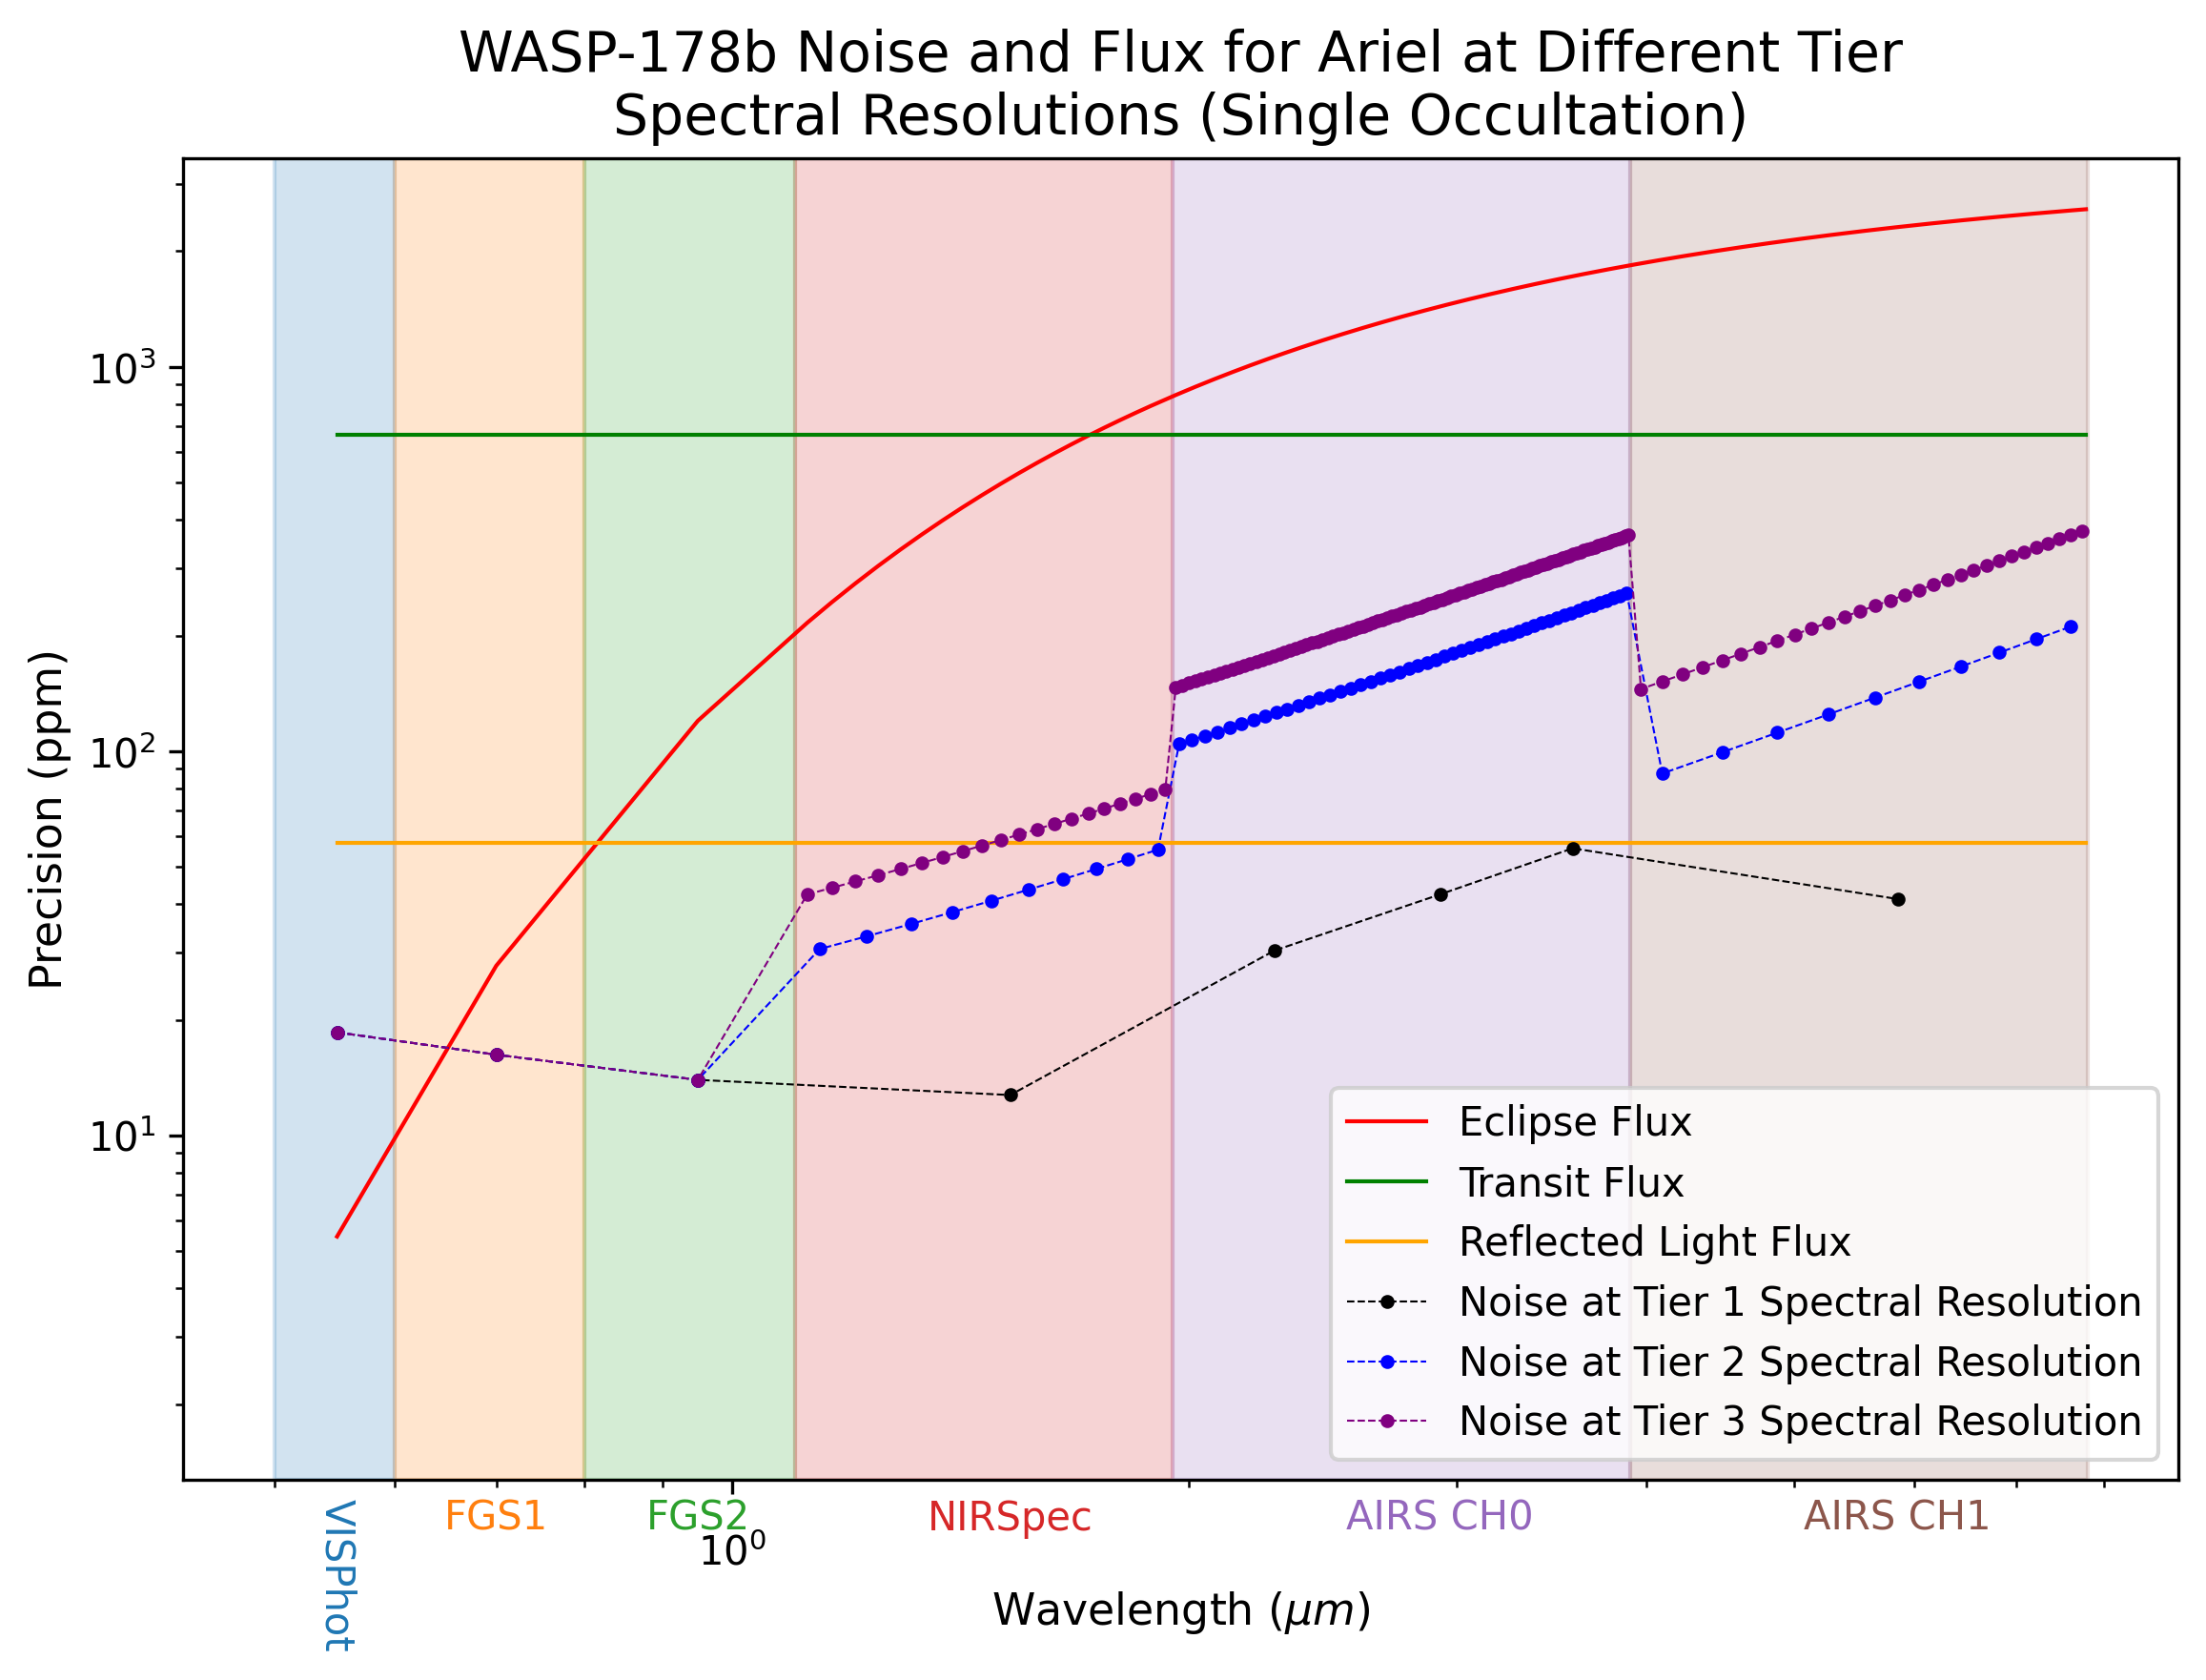 WASP-178b Noise and Flux for Ariel at Different Tier
Spectral Resolutions (Single Occultation)
Precision (ppm)
10³
10²
10¹
Eclipse Flux
Transit Flux
Reflected Light Flux
Noise at Tier 1 Spectral Resolution
Noise at Tier 2 Spectral Resolution
Noise at Tier 3 Spectral Resolution
VISPhot
FGS1
FGS2
NIRSpec
AIRS CH0
AIRS CH1
10⁰
Wavelength (μm)